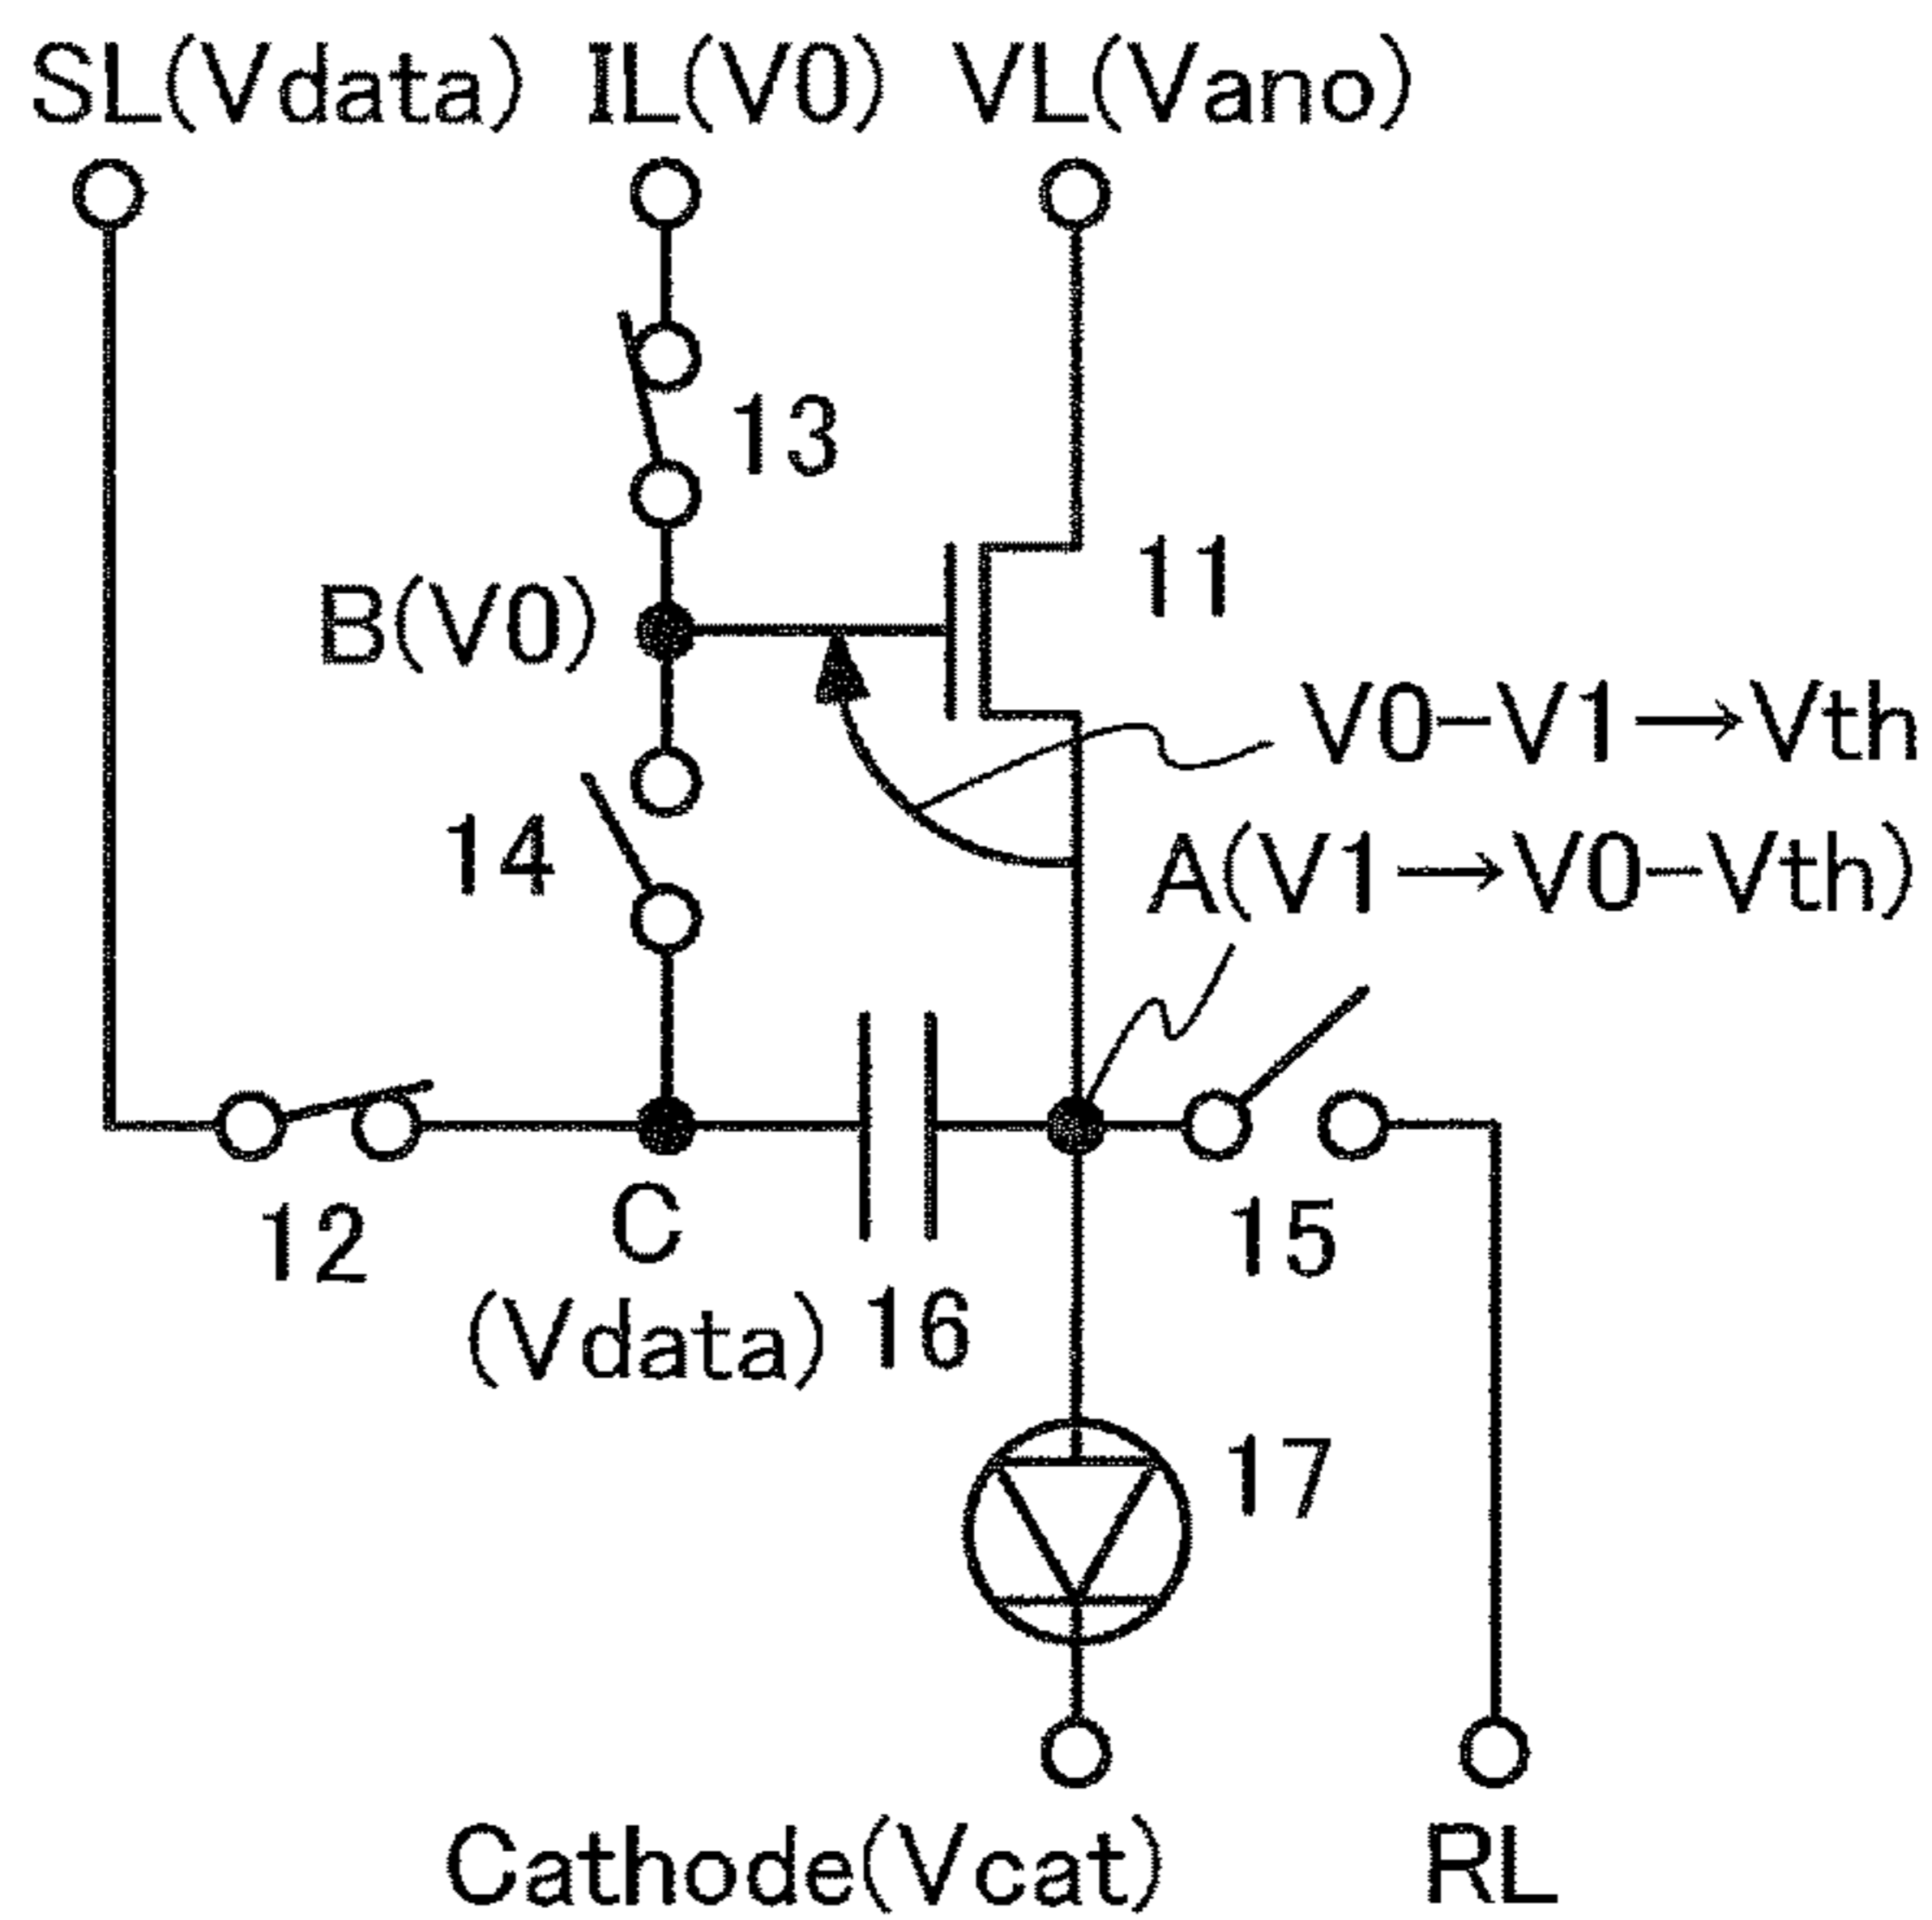 SL(Vdata) IL(V0) VL(Vano)
13
11
B(V0)
V0-V1→Vth
14
A(V1→V0-Vth)
12
C
(Vdata)
16
15
17
Cathode(Vcat)
RL